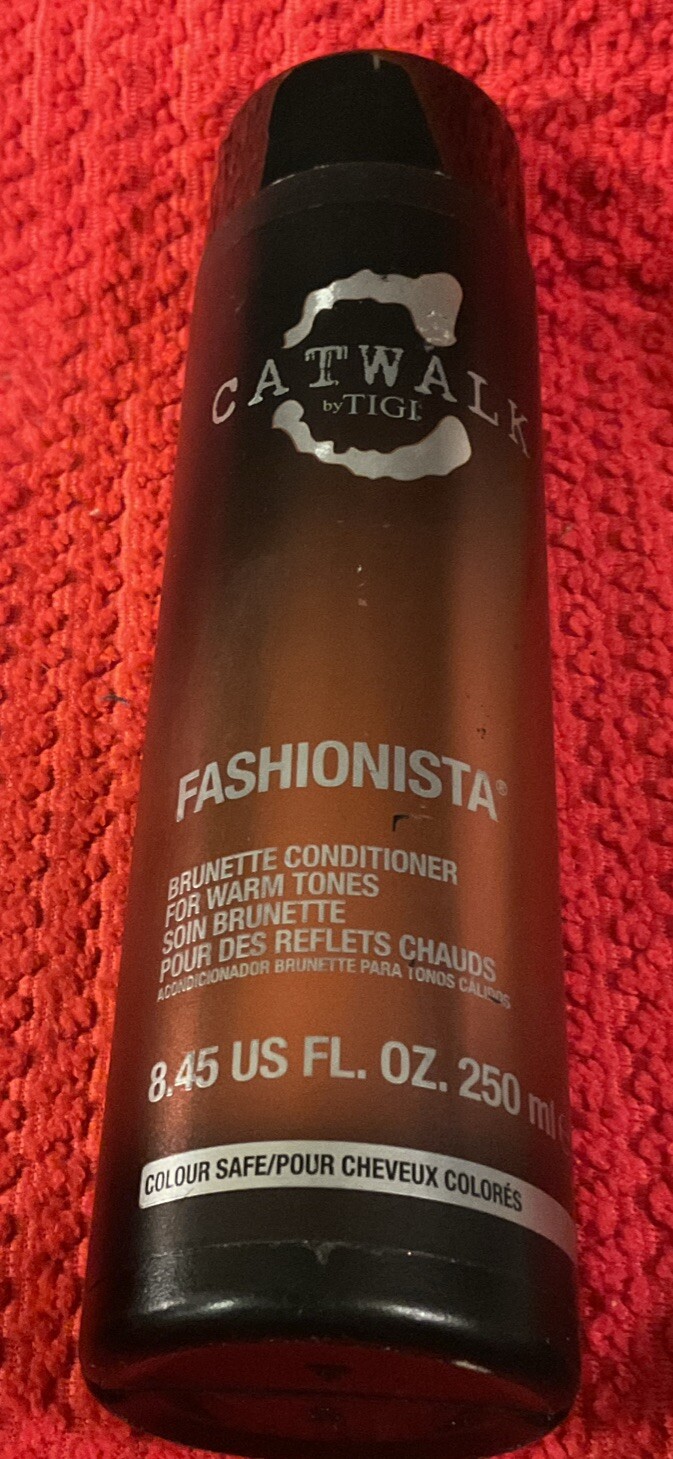 CATWALK
by TIGI
FASHIONISTA®
BRUNETTE CONDITIONER
FOR WARM TONES
SOIN BRUNETTE
POUR DES REFLETS CHAUDS
ACONDICIONADOR BRUNETTE PARA TONOS CÁLIDOS
8.45 US FL. OZ. 250 ml e
COLOUR SAFE/POUR CHEVEUX COLORÉS